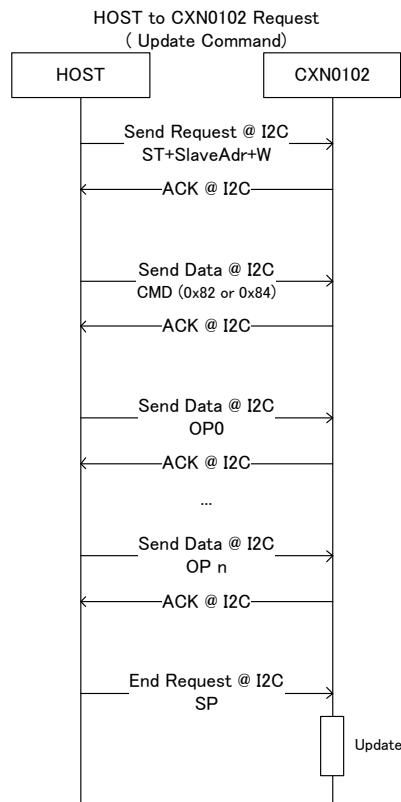 HOST to CXN0102 Request
( Update Command)
HOST
CXN0102
Send Request @ I2C
ST+SlaveAdr+W
ACK @ I2C
Send Data @ I2C
CMD (0x82 or 0x84)
ACK @ I2C
Send Data @ I2C
OP0
ACK @ I2C
...
Send Data @ I2C
OP n
ACK @ I2C
End Request @ I2C
SP
Update